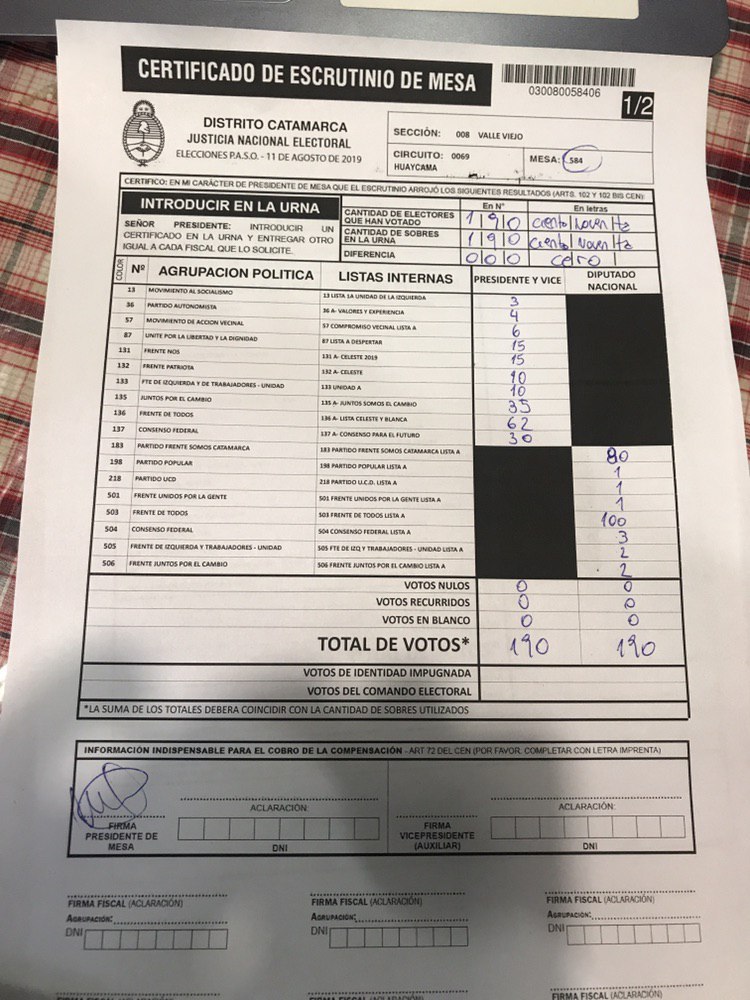 CERTIFICADO DE ESCRUTINIO DE MESA
030080058406
1/2
DISTRITO CATAMARCA
JUSTICIA NACIONAL ELECTORAL
ELECCIONES P.A.S.O. - 11 DE AGOSTO DE 2019
SECCIÓN: 008 VALLE VIEJO
CIRCUITO: 0069 HUAYCAMA
MESA: 584
CERTIFICO: EN MI CARÁCTER DE PRESIDENTE DE MESA QUE EL ESCRUTINIO ARROJÓ LOS SIGUIENTES RESULTADOS (ARTS. 102 Y 102 BIS CEN):
INTRODUCIR EN LA URNA
SEÑOR PRESIDENTE: INTRODUCIR UN
CERTIFICADO EN LA URNA Y ENTREGAR OTRO
IGUAL A CADA FISCAL QUE LO SOLICITE.
En Nº En letras
CANTIDAD DE ELECTORES QUE HAN VOTADO 190 ciento Noventa
CANTIDAD DE SOBRES EN LA URNA 190 ciento Noventa
DIFERENCIA 000 cero
COLOR Nº AGRUPACION POLITICA LISTAS INTERNAS PRESIDENTE Y VICE DIPUTADO NACIONAL
13 MOVIMIENTO AL SOCIALISMO 13 LISTA LA UNIDAD DE LA IZQUIERDA 3
36 PARTIDO AUTONOMISTA 36 A- VALORES Y EXPERIENCIA 4
57 MOVIMIENTO DE ACCION VECINAL 57 COMPROMISO VECINAL LISTA A 6
87 UNITE POR LA LIBERTAD Y LA DIGNIDAD 87 LISTA A DESPERTAR 15
131 FRENTE NOS 131 A- CELESTE 2019 15
132 FRENTE PATRIOTA 132 A- CELESTE 10
133 FTE DE IZQUIERDA Y DE TRABAJADORES - UNIDAD 133 UNIDAD A 10
135 JUNTOS POR EL CAMBIO 135 A- JUNTOS SOMOS EL CAMBIO 35
136 FRENTE DE TODOS 136 A- LISTA CELESTE Y BLANCA 62
137 CONSENSO FEDERAL 137 A- CONSENSO PARA EL FUTURO 30
183 PARTIDO FRENTE SOMOS CATAMARCA 183 PARTIDO FRENTE SOMOS CATAMARCA LISTA A 80
198 PARTIDO POPULAR 198 PARTIDO POPULAR LISTA A 1
218 PARTIDO UCD 218 PARTIDO U.C.D. LISTA A 1
501 FRENTE UNIDOS POR LA GENTE 501 FRENTE UNIDOS POR LA GENTE LISTA A 1
503 FRENTE DE TODOS 503 FRENTE DE TODOS LISTA A 100
504 CONSENSO FEDERAL 504 CONSENSO FEDERAL LISTA A 3
505 FRENTE DE IZQUIERDA Y TRABAJADORES - UNIDAD 505 FTE DE IZQ Y TRABAJADORES - UNIDAD LISTA A 2
506 FRENTE JUNTOS POR EL CAMBIO 506 FRENTE JUNTOS POR EL CAMBIO LISTA A 2
VOTOS NULOS 0 0
VOTOS RECURRIDOS 0 0
VOTOS EN BLANCO 0 0
TOTAL DE VOTOS* 190 190
VOTOS DE IDENTIDAD IMPUGNADA
VOTOS DEL COMANDO ELECTORAL
*LA SUMA DE LOS TOTALES DEBERA COINCIDIR CON LA CANTIDAD DE SOBRES UTILIZADOS
INFORMACIÓN INDISPENSABLE PARA EL COBRO DE LA COMPENSACIÓN - ART 72 DEL CEN (POR FAVOR. COMPLETAR CON LETRA IMPRENTA)
ACLARACIÓN: ACLARACIÓN:
FIRMA PRESIDENTE DE MESA DNI
FIRMA VICEPRESIDENTE (AUXILIAR) DNI
FIRMA FISCAL (ACLARACIÓN) FIRMA FISCAL (ACLARACIÓN) FIRMA FISCAL (ACLARACIÓN)
AGRUPACIÓN: AGRUPACIÓN: AGRUPACIÓN:
DNI DNI DNI
FIRMA FISCAL (ACLARACIÓN) FIRMA FISCAL (ACLARACIÓN) FIRMA FISCAL (ACLARACIÓN)